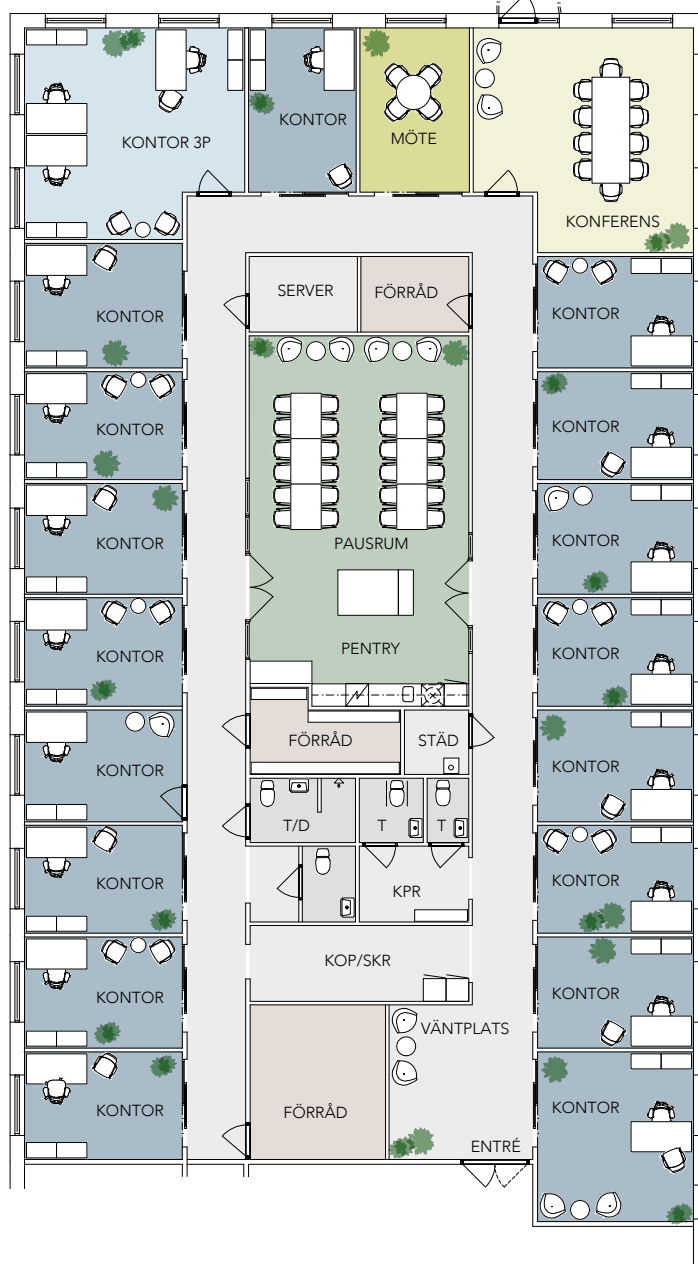 KONTOR 3P
KONTOR
MÖTE
KONFERENS
SERVER
FÖRRÅD
KONTOR
KONTOR
KONTOR
KONTOR
KONTOR
KONTOR
PAUSRUM
KONTOR
KONTOR
PENTRY
KONTOR
FÖRRÅD
STÄD
KONTOR
KONTOR
T/D
T
T
KONTOR
KPR
KONTOR
KOP/SKR
KONTOR
KONTOR
VÄNTPLATS
KONTOR
FÖRRÅD
KONTOR
ENTRÉ